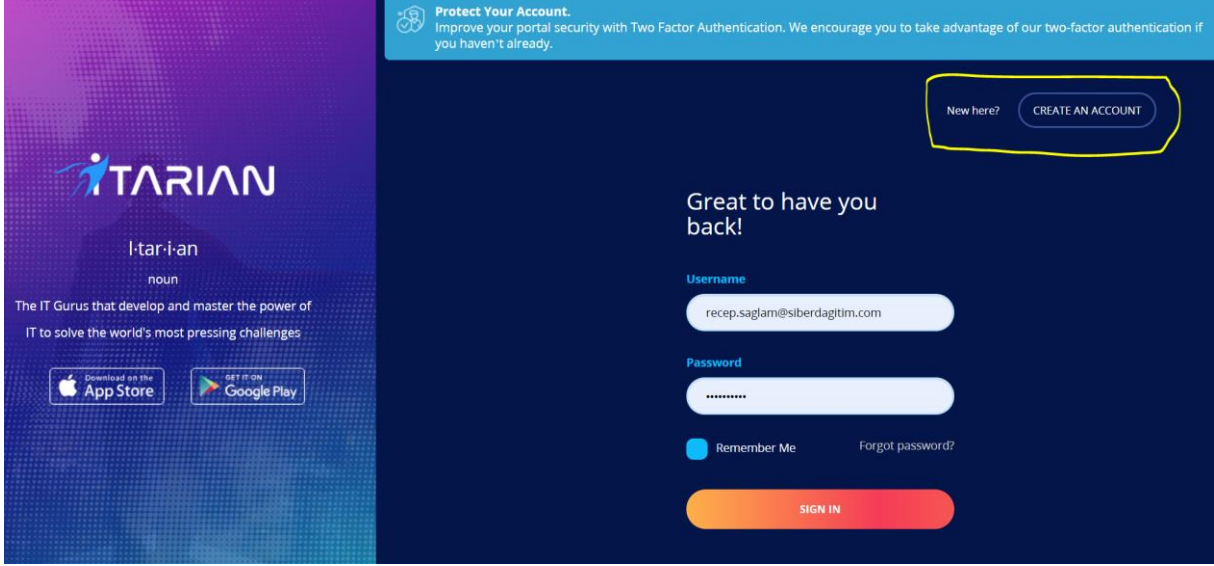 Protect Your Account.
Improve your portal security with Two Factor Authentication. We encourage you to take advantage of our two-factor authentication if
you haven't already.
New here?
CREATE AN ACCOUNT
ITARIAN
I·tar·i·an
noun
The IT Gurus that develop and master the power of
IT to solve the world's most pressing challenges
Download on the
App Store
GET IT ON
Google Play
Great to have you
back!
Username
recep.saglam@siberdagitim.com
Password
••••••••••
Remember Me
Forgot password?
SIGN IN